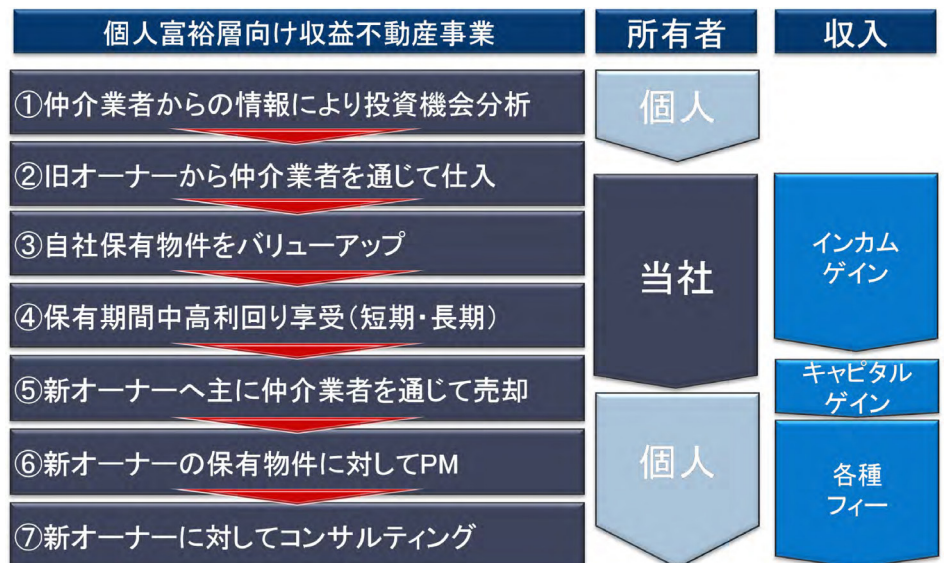 個人富裕層向け収益不動産事業
所有者
収入
①仲介業者からの情報により投資機会分析
②旧オーナーから仲介業者を通じて仕入
③自社保有物件をバリューアップ
④保有期間中高利回り享受(短期・長期)
⑤新オーナーへ主に仲介業者を通じて売却
⑥新オーナーの保有物件に対してPM
⑦新オーナーに対してコンサルティング
個人
当社
個人
インカム
ゲイン
キャピタル
ゲイン
各種
フィー